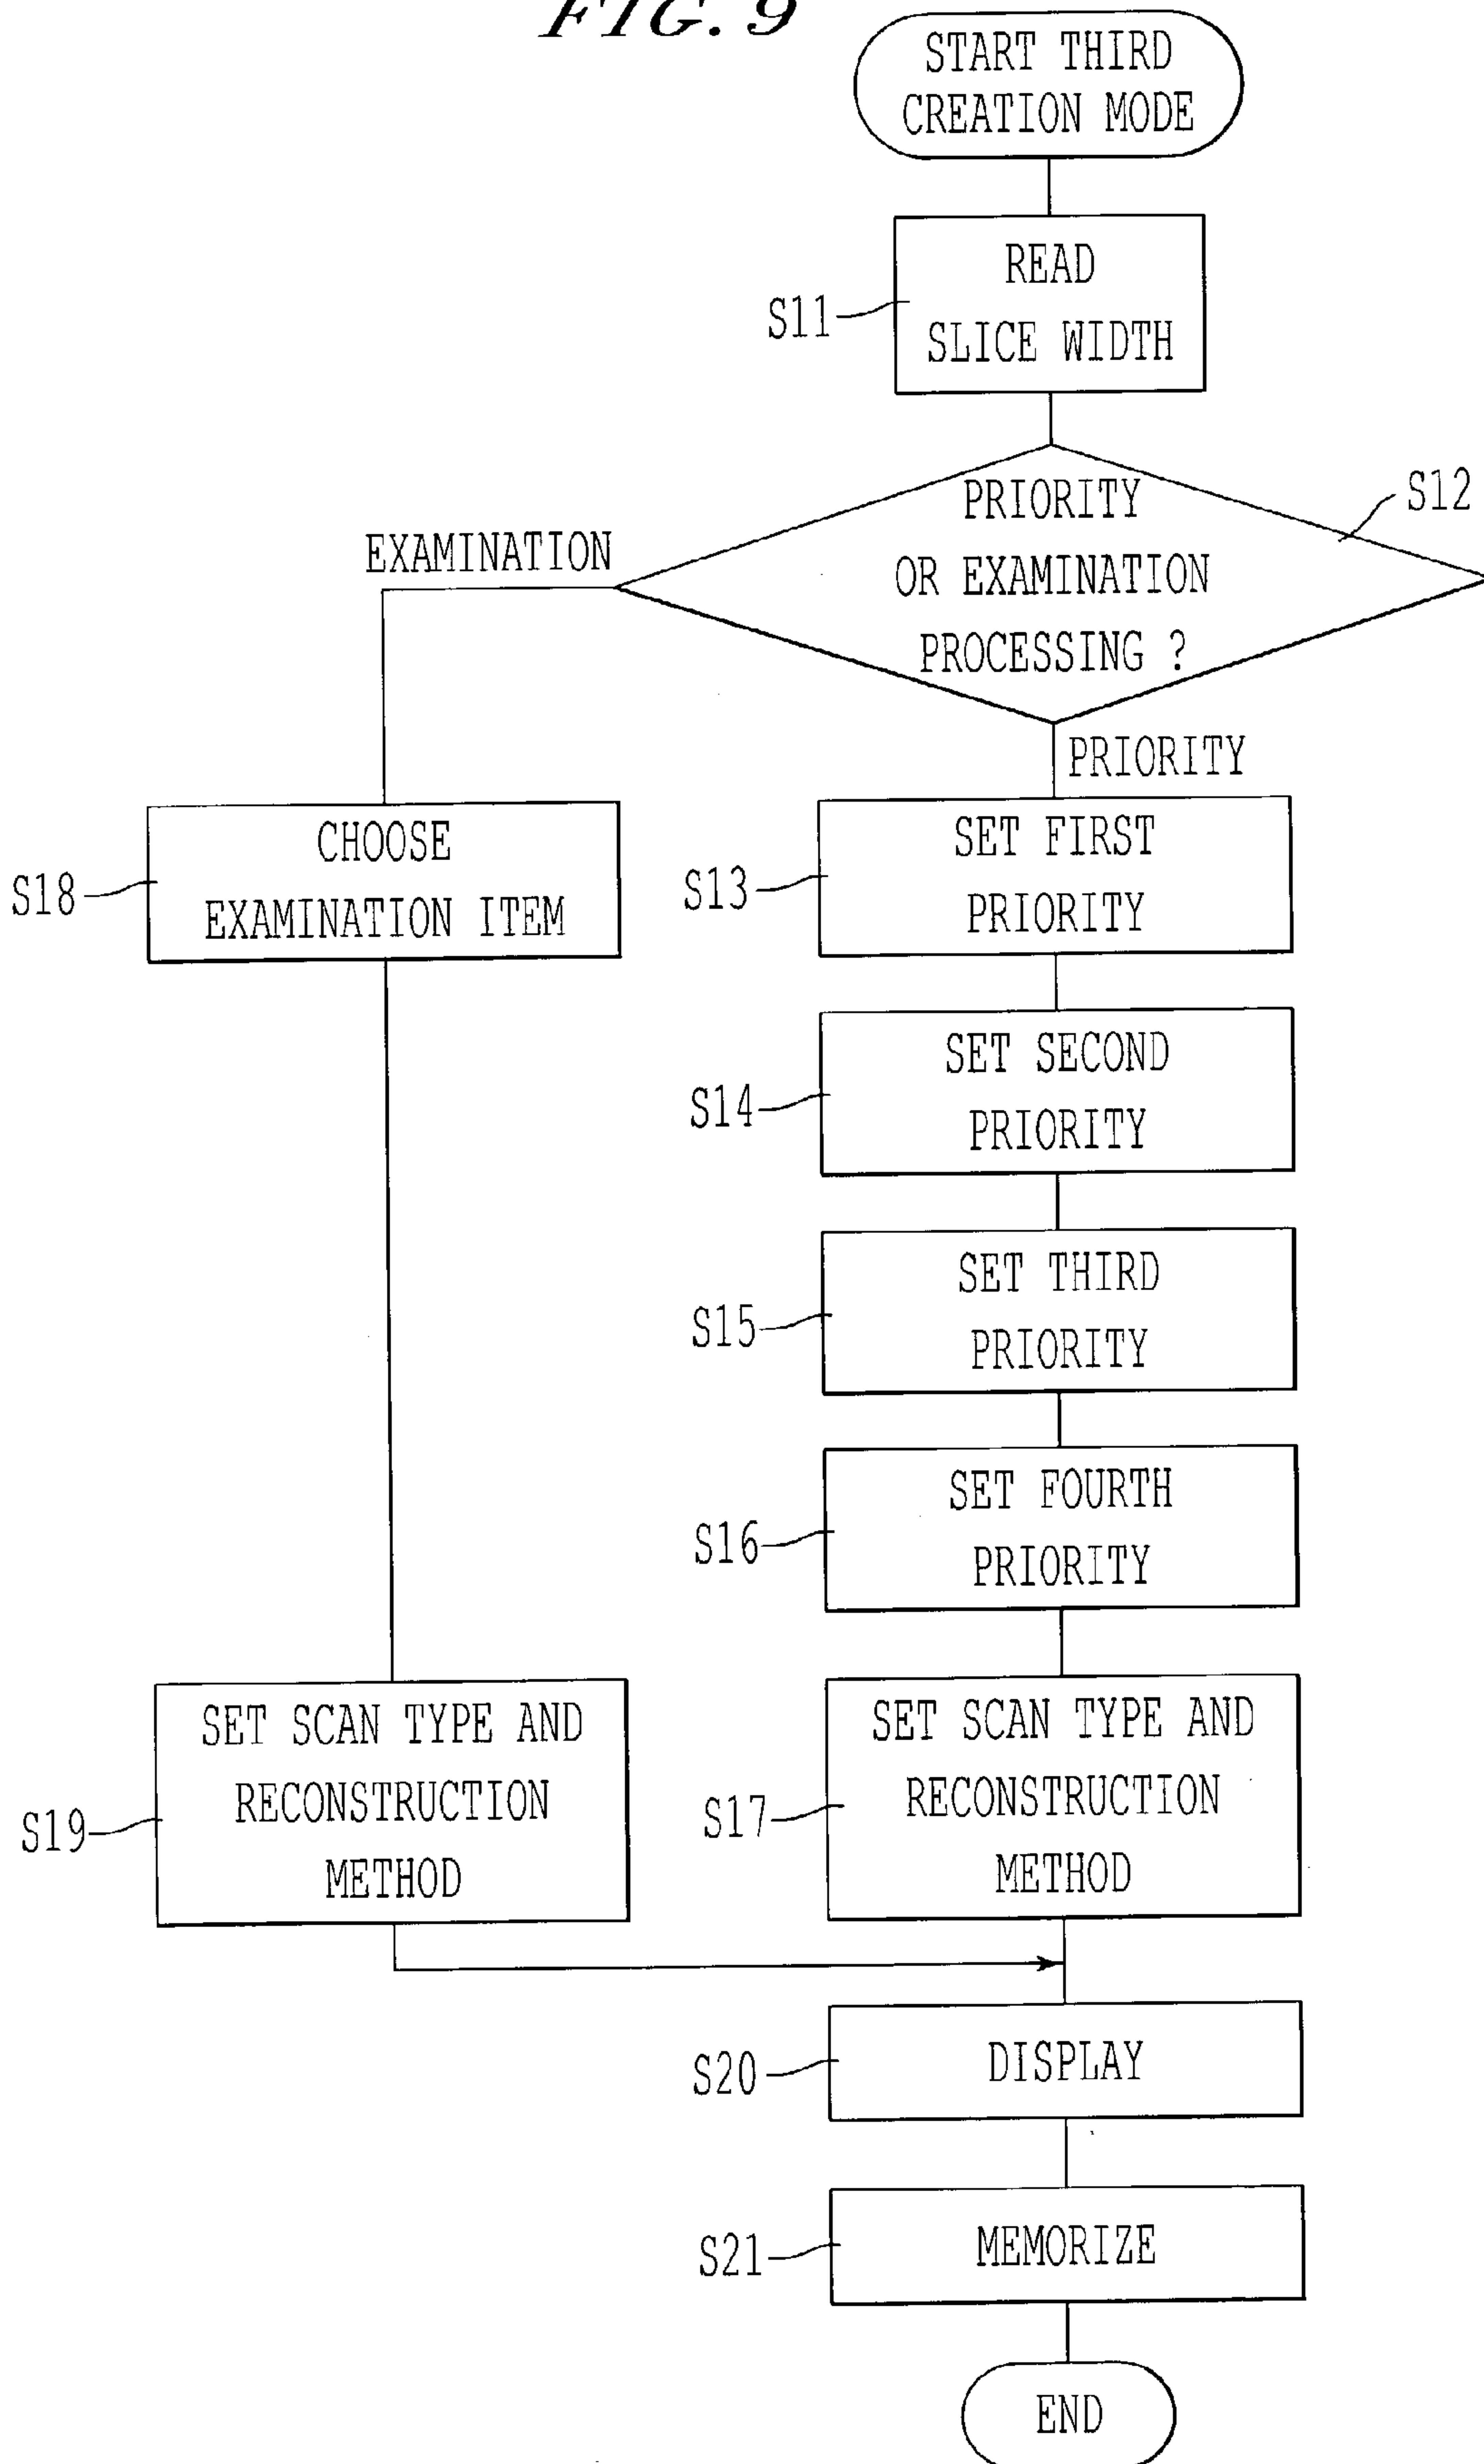 FIG. 9
START THIRD
CREATION MODE
READ
SLICE WIDTH
S11
PRIORITY
OR EXAMINATION
PROCESSING ?
S12
EXAMINATION
PRIORITY
CHOOSE
EXAMINATION ITEM
S18
SET FIRST
PRIORITY
S13
SET SECOND
PRIORITY
S14
SET THIRD
PRIORITY
S15
SET FOURTH
PRIORITY
S16
SET SCAN TYPE AND
RECONSTRUCTION
METHOD
S19
SET SCAN TYPE AND
RECONSTRUCTION
METHOD
S17
DISPLAY
S20
MEMORIZE
S21
END